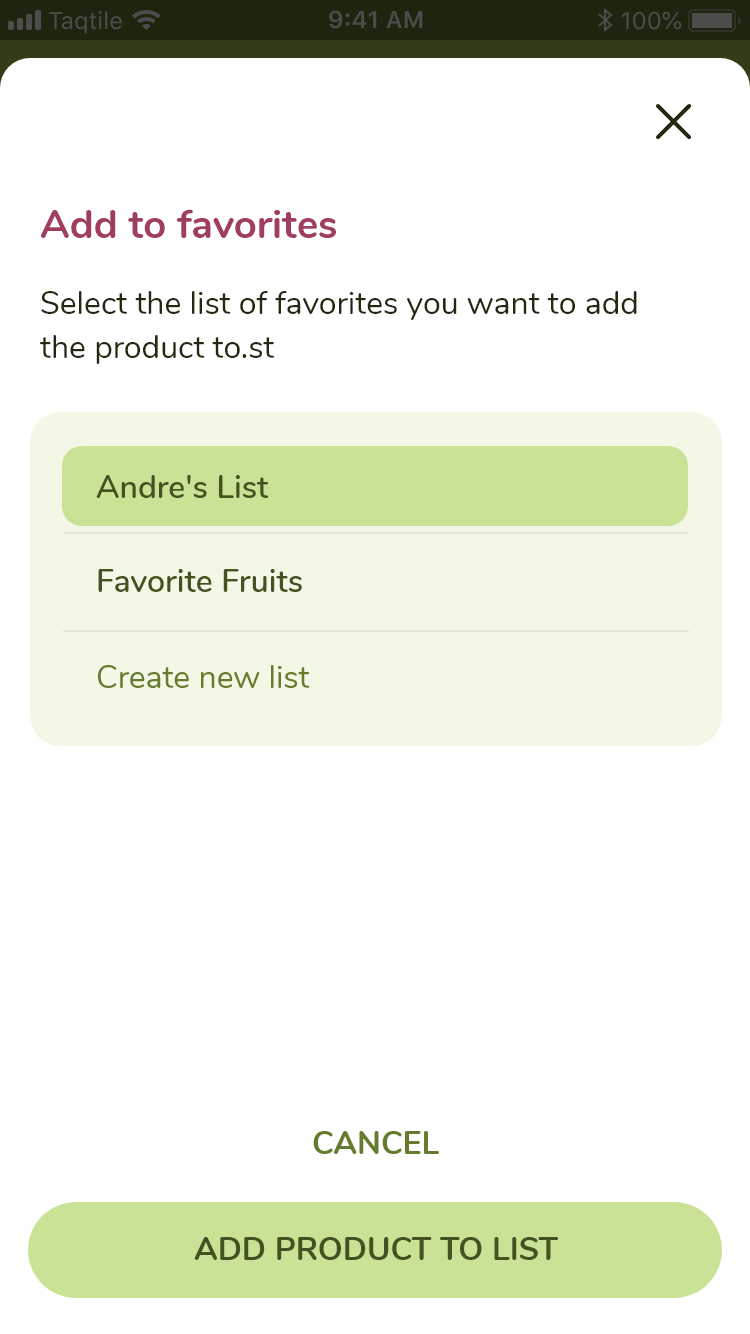 Taqtile 9:41 AM 100%
Add to favorites
Select the list of favorites you want to add
the product to.st
Andre's List
Favorite Fruits
Create new list
CANCEL
ADD PRODUCT TO LIST